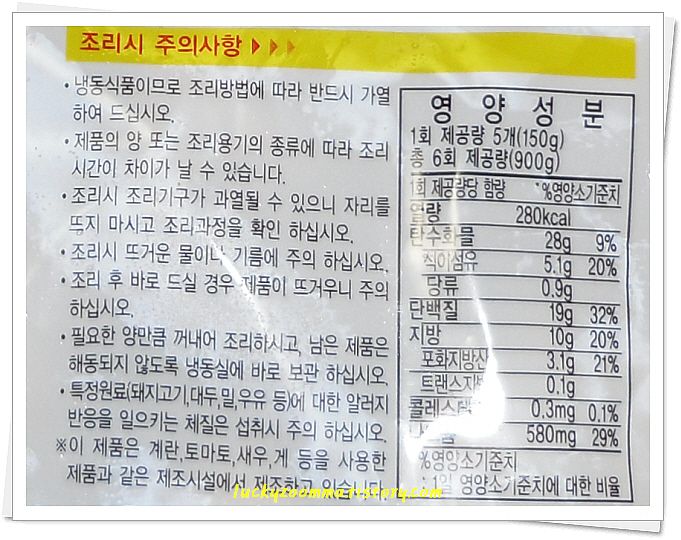 조리시 주의사항 ▶▶▶
• 냉동식품이므로 조리방법에 따라 반드시 가열
하여 드십시오.
• 제품의 양 또는 조리용기의 종류에 따라 조리
시간이 차이가 날 수 있습니다.
• 조리시 조리기구가 과열될 수 있으니 자리를
뜨지 마시고 조리과정을 확인 하십시오.
• 조리시 뜨거운 물이나 기름에 주의 하십시오.
• 조리 후 바로 드실 경우 제품이 뜨거우니 주의
하십시오.
• 필요한 양만큼 꺼내어 조리하시고, 남은 제품은
해동되지 않도록 냉동실에 바로 보관 하십시오.
• 특정원료(돼지고기,대두,밀,우유 등)에 대한 알러지
반응을 일으키는 체질은 섭취시 주의 하십시오.
※이 제품은 계란,토마토,새우,게 등을 사용한
제품과 같은 제조시설에서 제조하고 있습니다.
영 양 성 분
1회 제공량 5개(150g)
총 6회 제공량(900g)
1회 제공량당 함량 *%영양소기준치
열량 280kcal
탄수화물 28g 9%
식이섬유 5.1g 20%
당류 0.9g
단백질 19g 32%
지방 10g 20%
포화지방산 3.1g 21%
트랜스지방 0.1g
콜레스테롤 0.3mg 0.1%
580mg 29%
%영양소기준치
: 1일 영양소기준치에 대한 비율